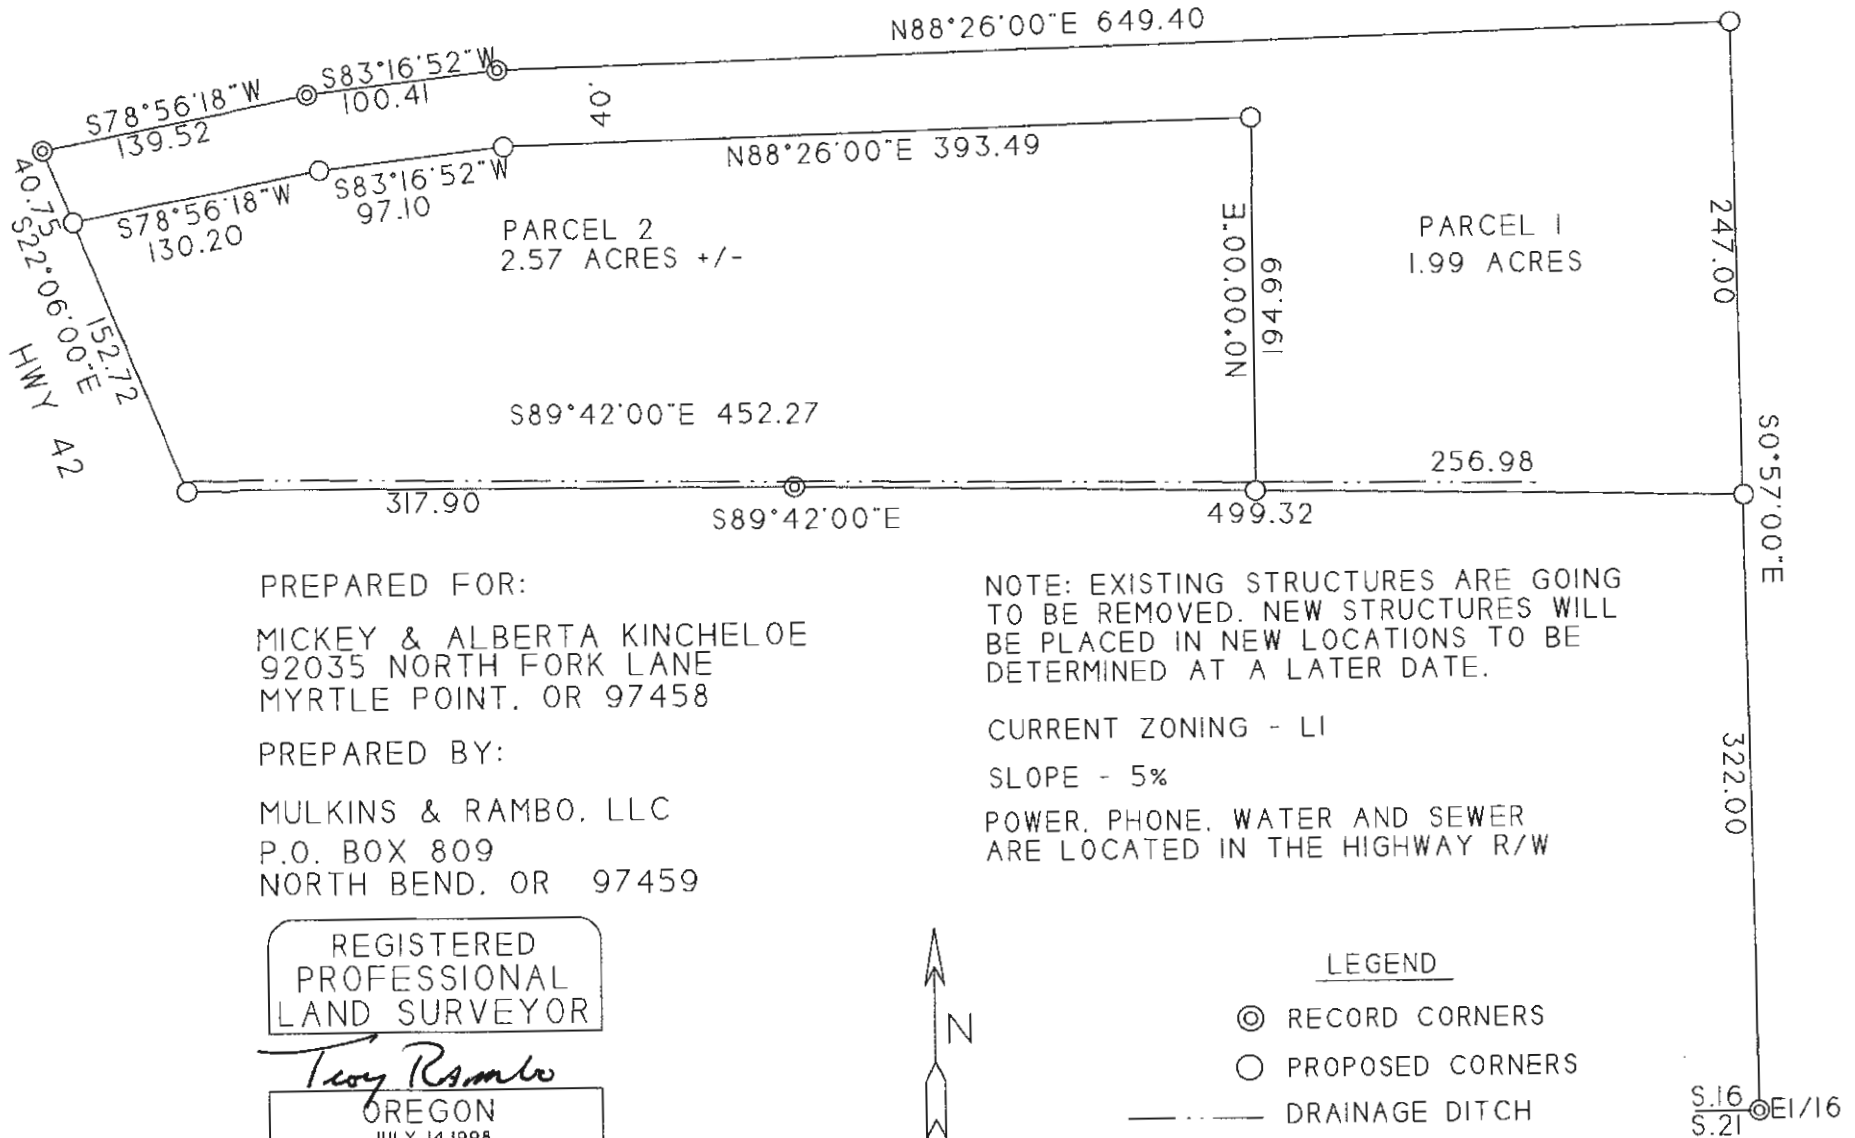 N88°26'00"E 649.40
S83°16'52"W
100.41
S78°56'18"W
139.52
40'
N88°26'00"E 393.49
S83°16'52"W
97.10
S78°56'18"W
130.20
40.75
S22°06'00"E
152.72
HWY 42
PARCEL 2
2.57 ACRES +/-
N0°00'00"E
194.99
PARCEL 1
1.99 ACRES
247.00
S89°42'00"E 452.27
256.98
317.90
S89°42'00"E
499.32
S0°57'00"E
322.00
PREPARED FOR:
MICKEY & ALBERTA KINCHELOE
92035 NORTH FORK LANE
MYRTLE POINT, OR 97458
PREPARED BY:
MULKINS & RAMBO, LLC
P.O. BOX 809
NORTH BEND, OR 97459
NOTE: EXISTING STRUCTURES ARE GOING
TO BE REMOVED. NEW STRUCTURES WILL
BE PLACED IN NEW LOCATIONS TO BE
DETERMINED AT A LATER DATE.
CURRENT ZONING - LI
SLOPE - 5%
POWER, PHONE, WATER AND SEWER
ARE LOCATED IN THE HIGHWAY R/W
REGISTERED
PROFESSIONAL
LAND SURVEYOR
Troy Rambo
OREGON
JULY 14 1998
N
LEGEND
RECORD CORNERS
PROPOSED CORNERS
DRAINAGE DITCH
S.16
S.21
E1/16